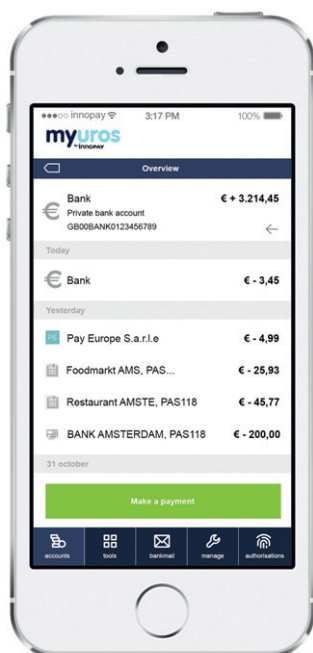 innopay 3:17 PM 100%
myuros
by innopay
Overview
Bank € + 3.214,45
Private bank account
GB00BANK0123456789
Today
€ Bank € - 3,45
Yesterday
PE Pay Europe S.a.r.l.e € - 4,99
Foodmarkt AMS, PAS... € - 25,93
Restaurant AMSTE, PAS118 € - 45,77
BANK AMSTERDAM, PAS118 € - 200,00
31 october
Make a payment
accounts tools bankmail manage authorisations